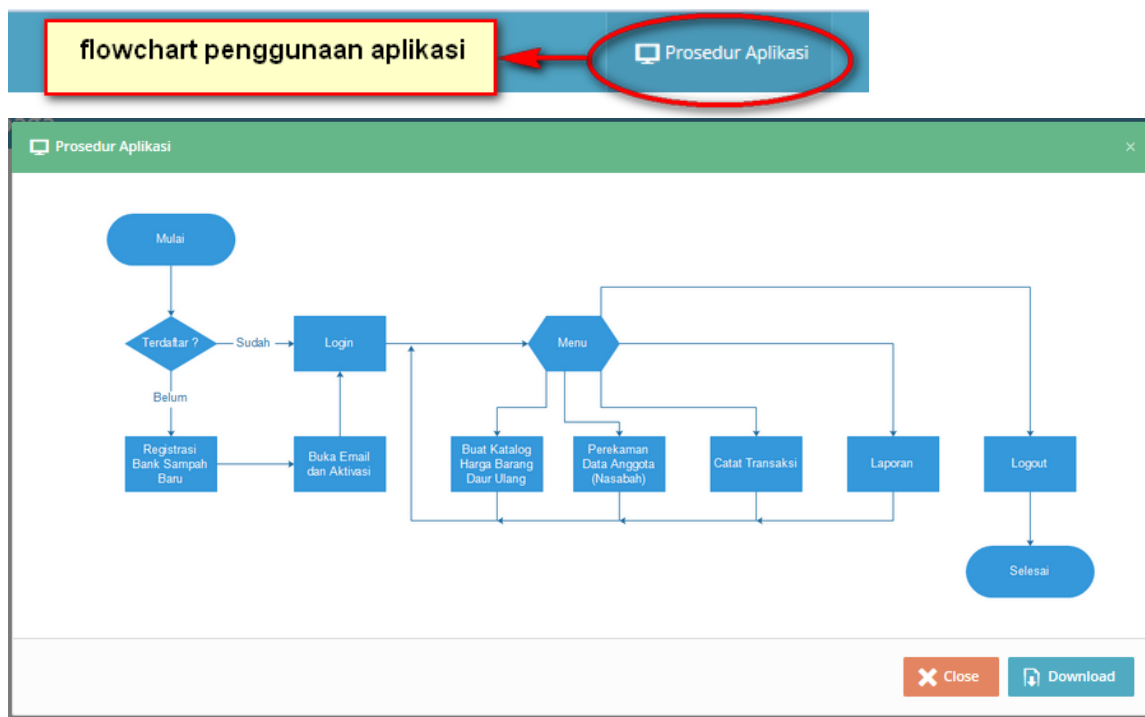 flowchart penggunaan aplikasi
Prosedur Aplikasi
Prosedur Aplikasi
×
Mulai
Terdaftar ?
Sudah
Login
Menu
Belum
Registrasi
Bank Sampah
Baru
Buka Email
dan Aktivasi
Buat Katalog
Harga Barang
Daur Ulang
Perekaman
Data Anggota
(Nasabah)
Catat Transaksi
Laporan
Logout
Selesai
Close
Download